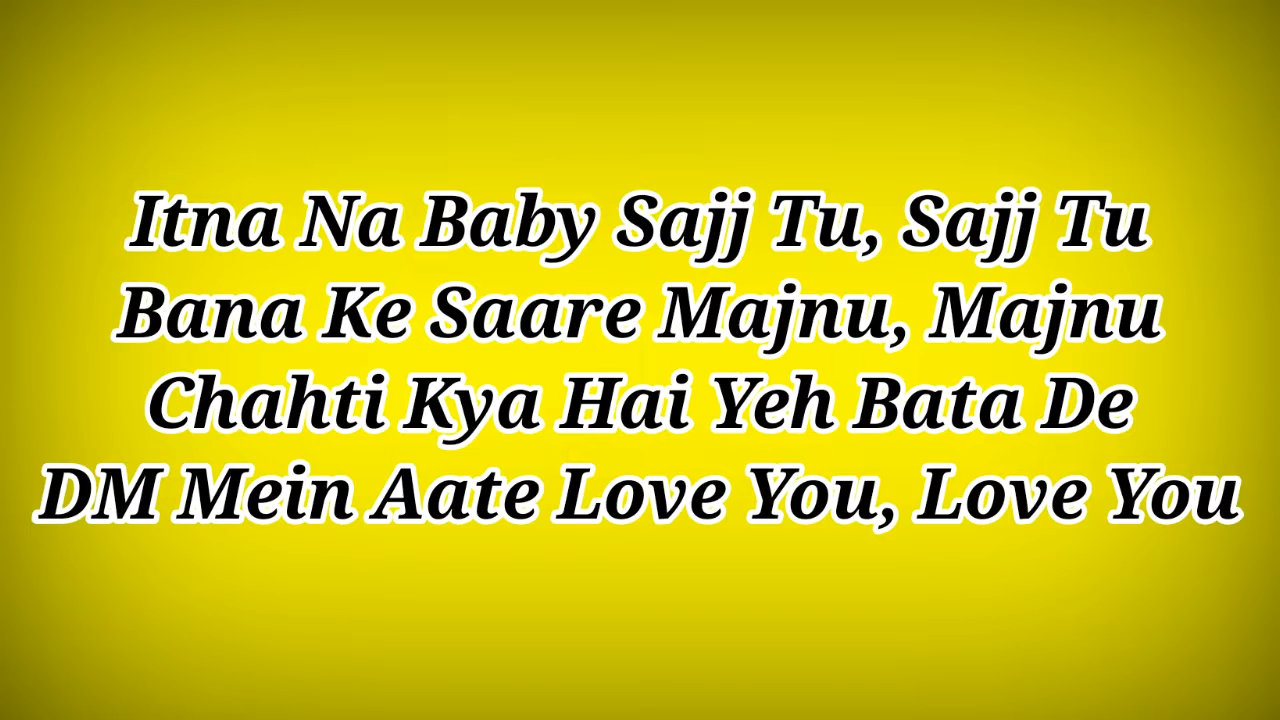 Itna Na Baby Sajj Tu, Sajj Tu
Bana Ke Saare Majnu, Majnu
Chahti Kya Hai Yeh Bata De
DM Mein Aate Love You, Love You